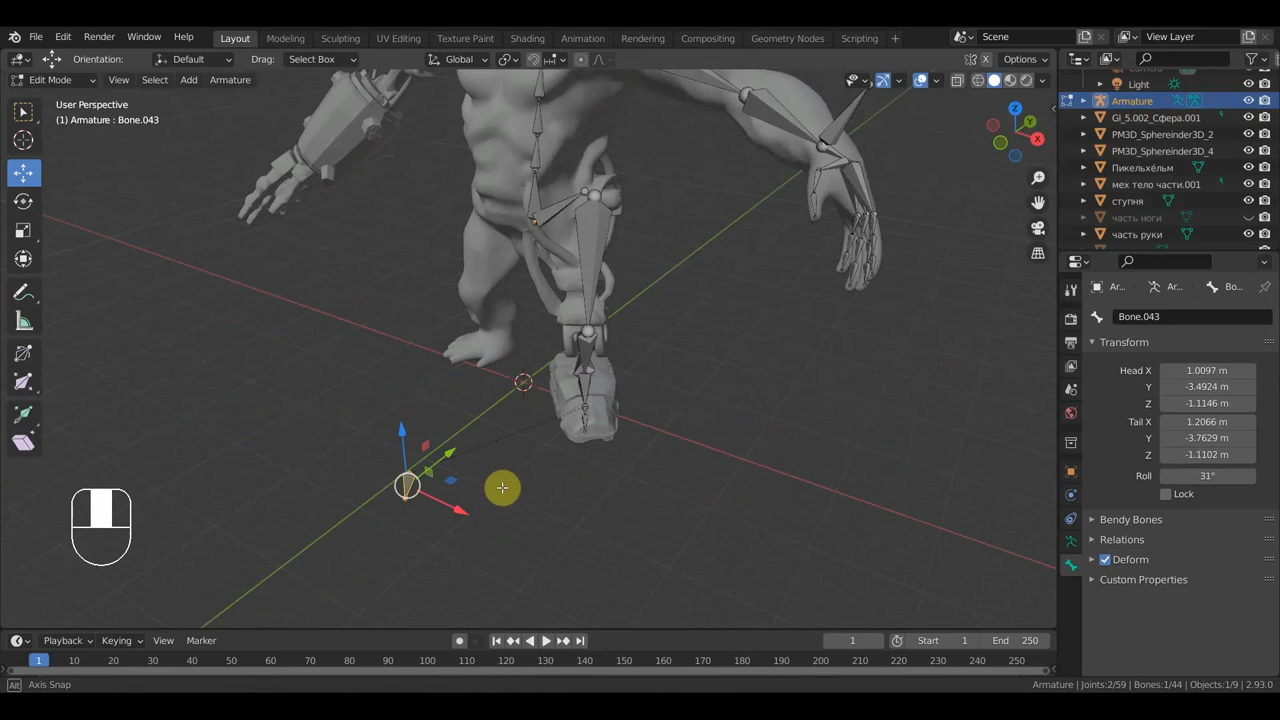 File Edit Render Window Help Layout Modeling Sculpting UV Editing Texture Paint Shading Animation Rendering Compositing Geometry Nodes Scripting + Scene View Layer
Orientation: Default Drag: Select Box Global X Options
Edit Mode View Select Add Armature
User Perspective
(1) Armature : Bone.043
Z
Y
X
Light
Armature
GI_5.002_Сфера.001
PM3D_Sphereinder3D_2
PM3D_Sphereinder3D_4
Пикельхе́льм
мех тело части.001
ступня
часть ноги
часть руки
Ar... Ar... Bo...
Bone.043
Transform
Head X 1.0097 m
Y -3.4924 m
Z -1.1146 m
Tail X 1.2066 m
Y -3.7629 m
Z -1.1102 m
Roll 31°
Lock
Bendy Bones
Relations
Deform
Custom Properties
Playback Keying View Marker 1 Start 1 End 250
1 10 20 30 40 50 60 70 80 90 100 110 120 130 140 150 160 170 180 190 200 210 220 230 240 250
Alt Axis Snap Armature | Joints:2/59 | Bones:1/44 | Objects:1/9 | 2.93.0